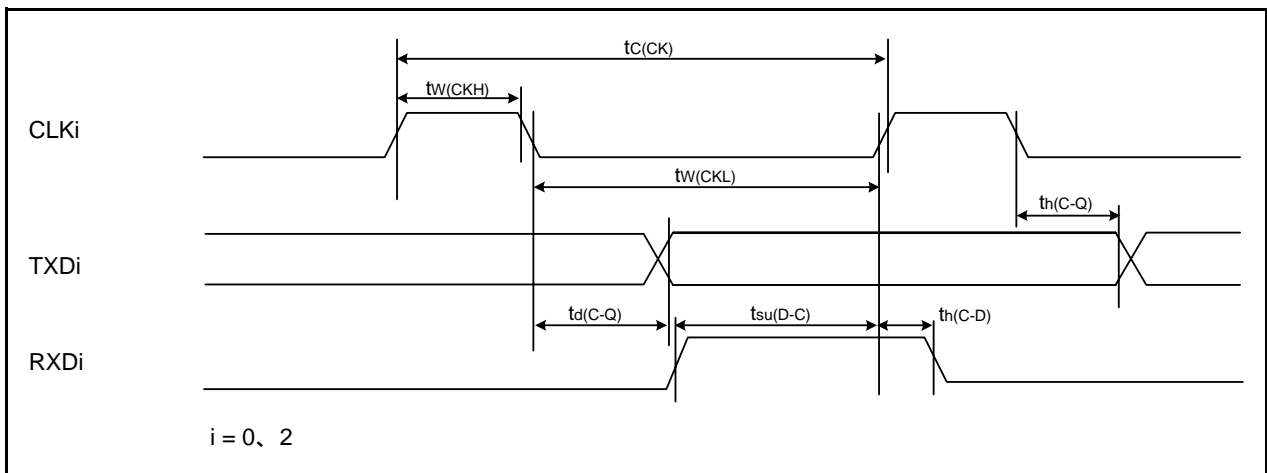 tC(CK)
tW(CKH)
CLKi
tW(CKL)
th(C-Q)
TXDi
td(C-Q)
tsu(D-C)
th(C-D)
RXDi
i = 0、2